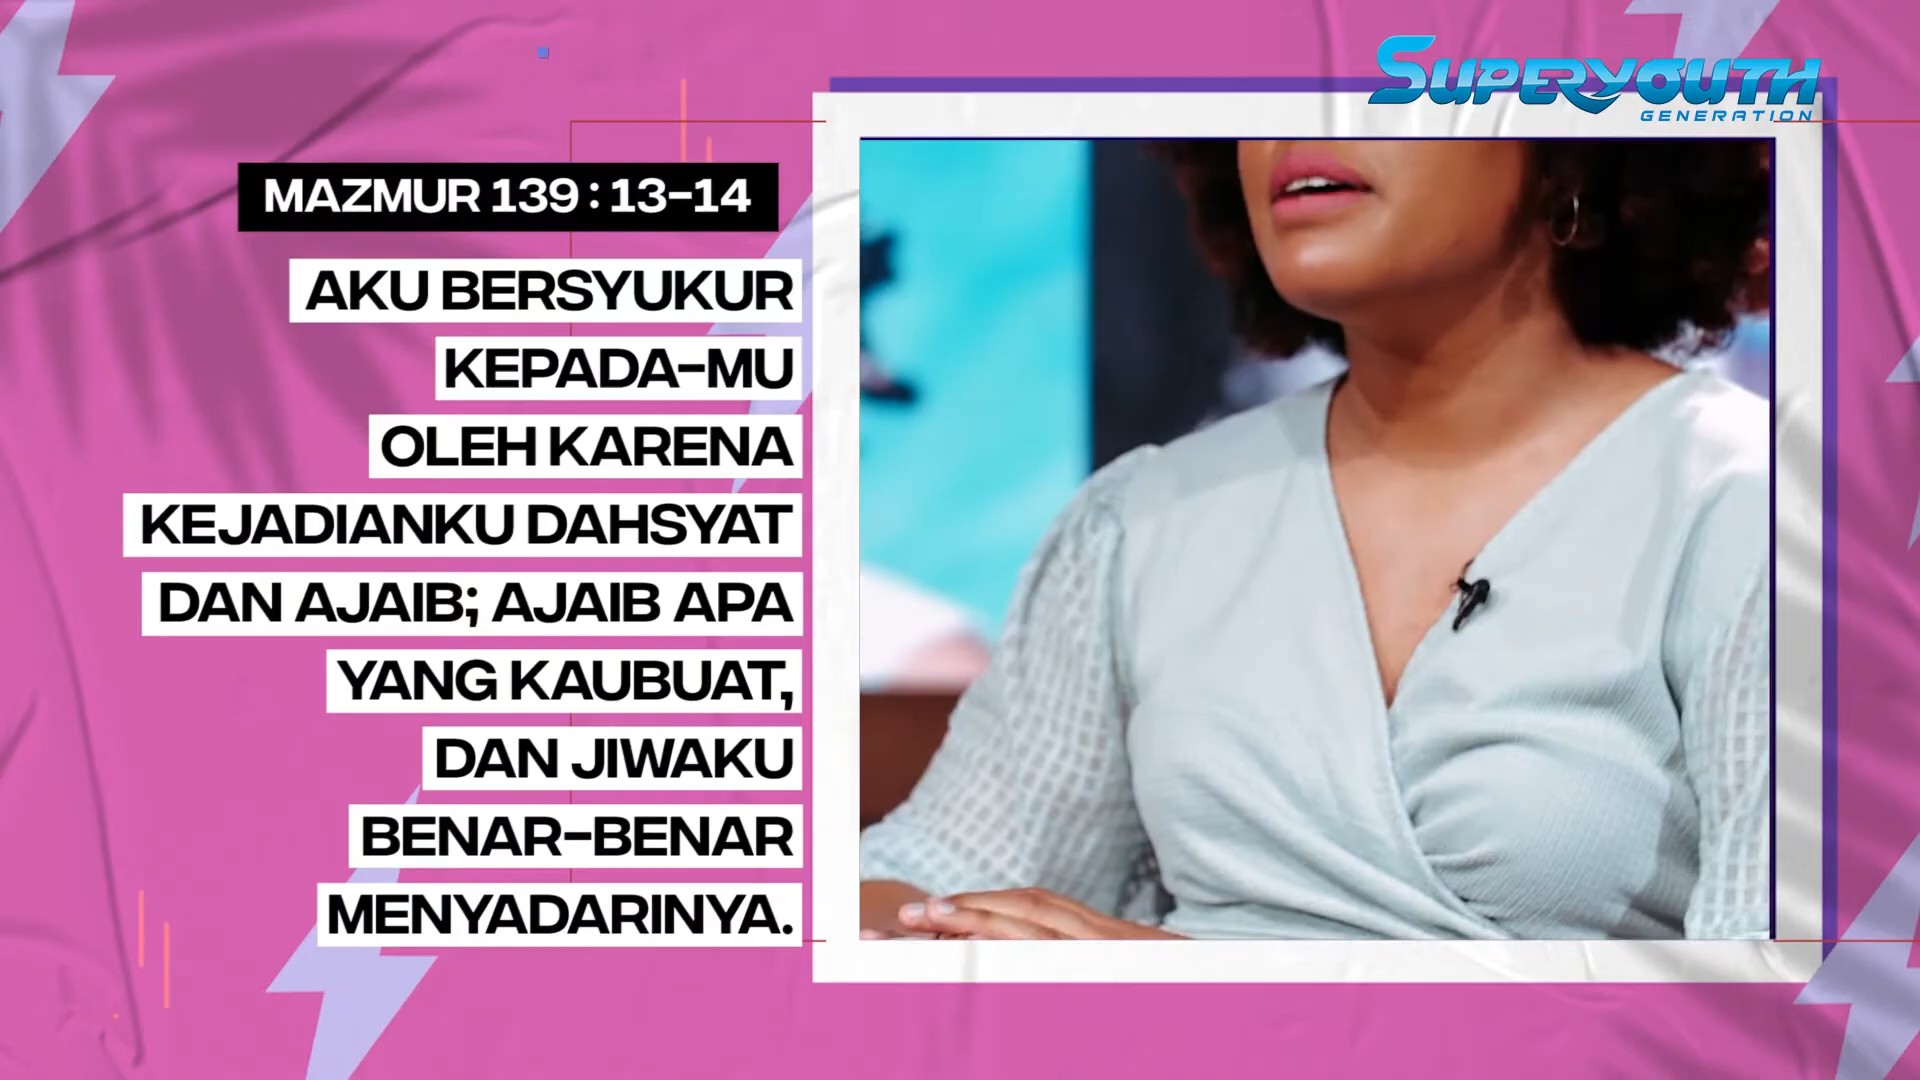 SUPERYOUTH
GENERATION
MAZMUR 139 : 13-14
AKU BERSYUKUR
KEPADA-MU
OLEH KARENA
KEJADIANKU DAHSYAT
DAN AJAIB; AJAIB APA
YANG KAUBUAT,
DAN JIWAKU
BENAR-BENAR
MENYADARINYA.